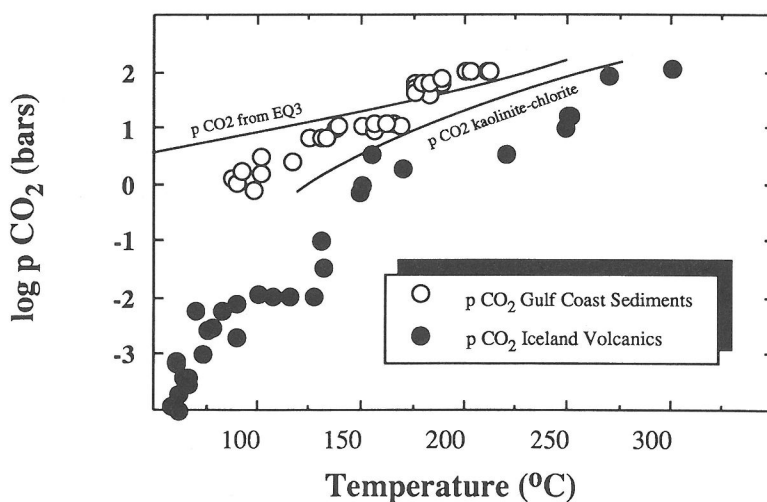 log p CO₂ (bars)
2
1
0
-1
-2
-3
p CO2 from EQ3
p CO2 kaolinite-chlorite
p CO₂ Gulf Coast Sediments
p CO₂ Iceland Volcanics
100 150 200 250 300
Temperature (ºC)